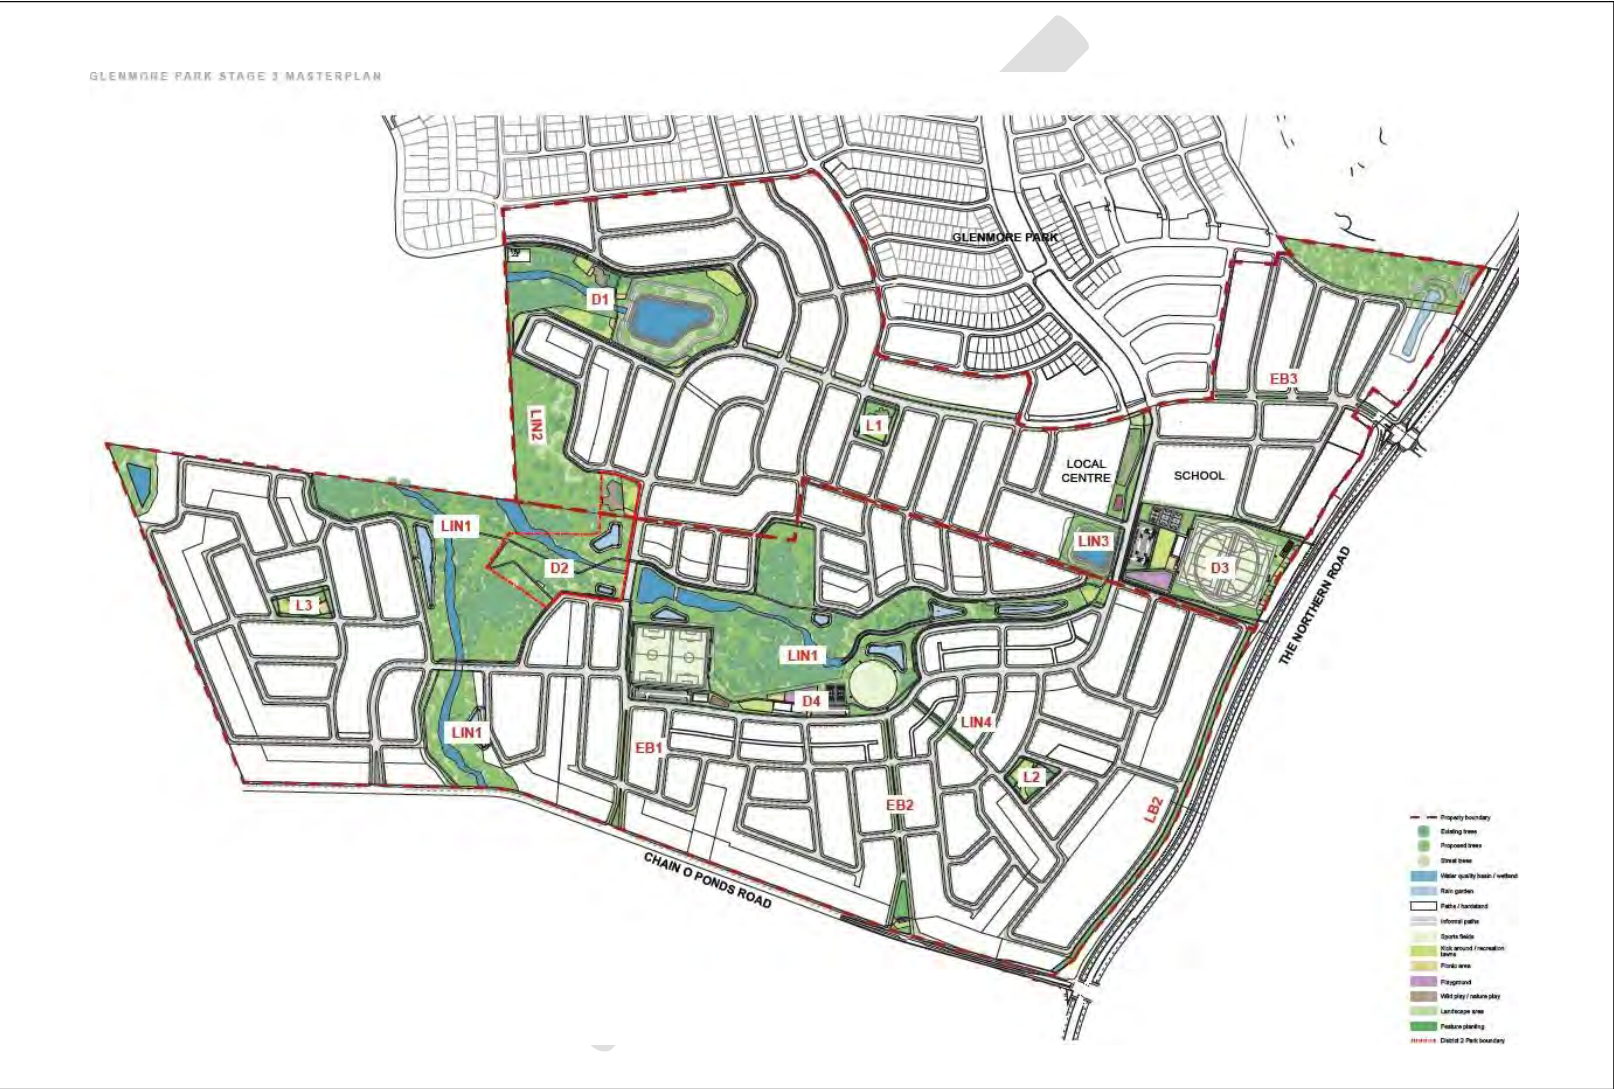 GLENMORE PARK STAGE 3 MASTERPLAN
GLENMORE PARK
D1
EB3
LIN2
L1
LOCAL
CENTRE
SCHOOL
LIN1
LIN3
D2
D3
L3
THE NORTHERN ROAD
LIN1
D4
LIN4
LIN1
EB1
L2
EB2
LB2
CHAIN O PONDS ROAD
Property boundary
Existing trees
Proposed trees
Street trees
Water quality basin / wetland
Rain garden
Paths / hardstand
Informal paths
Sports fields
Kick around / recreation
lawns
Picnic area
Playground
Wild play / nature play
Landscape area
Feature planting
District 2 Park boundary